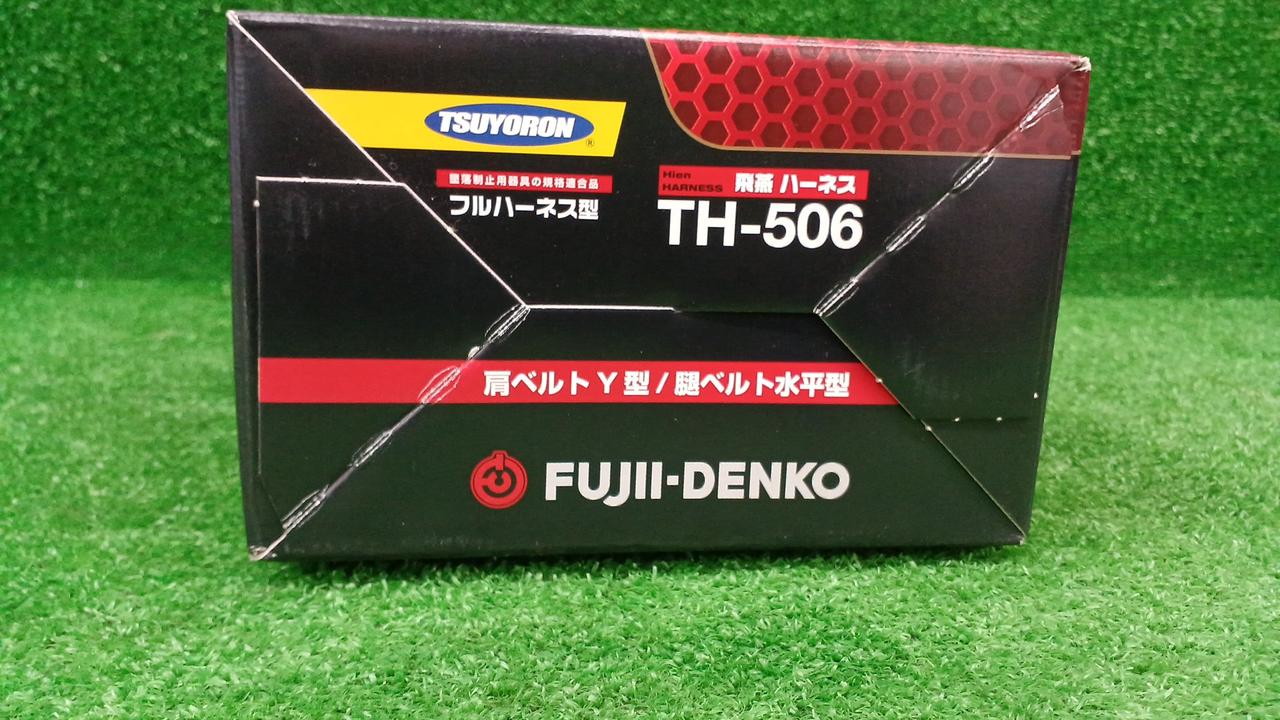 TSUYORON
®
墜落制止用器具の規格適合品
フルハーネス型
Hien
HARNESS
飛燕 ハーネス
TH-506
肩ベルト Y 型 / 腿ベルト水平型
FUJII-DENKO